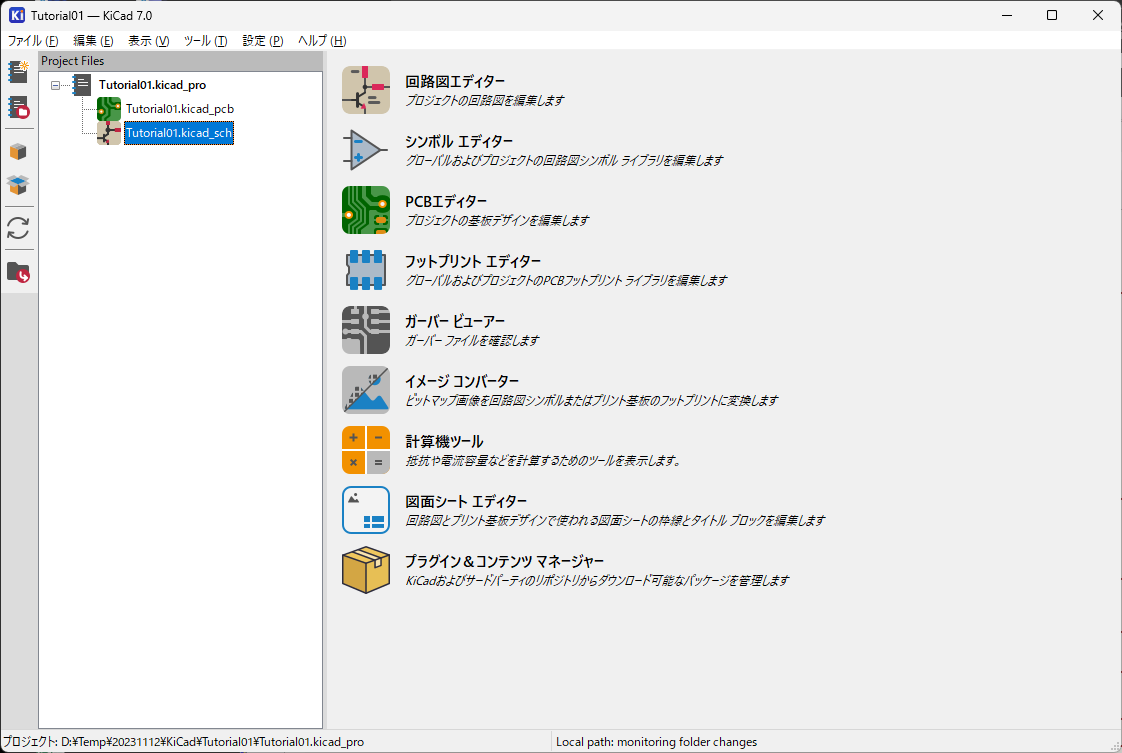 Tutorial01 — KiCad 7.0
ファイル (F) 編集 (E) 表示 (V) ツール (T) 設定 (P) ヘルプ (H)
Project Files
Tutorial01.kicad_pro
Tutorial01.kicad_pcb
Tutorial01.kicad_sch
回路図エディター
プロジェクトの回路図を編集します
シンボル エディター
グローバルおよびプロジェクトの回路図シンボル ライブラリを編集します
PCBエディター
プロジェクトの基板デザインを編集します
フットプリント エディター
グローバルおよびプロジェクトのPCBフットプリント ライブラリを編集します
ガーバー ビューアー
ガーバー ファイルを確認します
イメージ コンバーター
ビットマップ画像を回路図シンボルまたはプリント基板のフットプリントに変換します
計算機ツール
抵抗や電流容量などを計算するためのツールを表示します。
図面シート エディター
回路図とプリント基板デザインで使われる図面シートの枠線とタイトル ブロックを編集します
プラグイン＆コンテンツ マネージャー
KiCadおよびサードパーティのリポジトリからダウンロード可能なパッケージを管理します
プロジェクト: D:¥Temp¥20231112¥KiCad¥Tutorial01¥Tutorial01.kicad_pro
Local path: monitoring folder changes